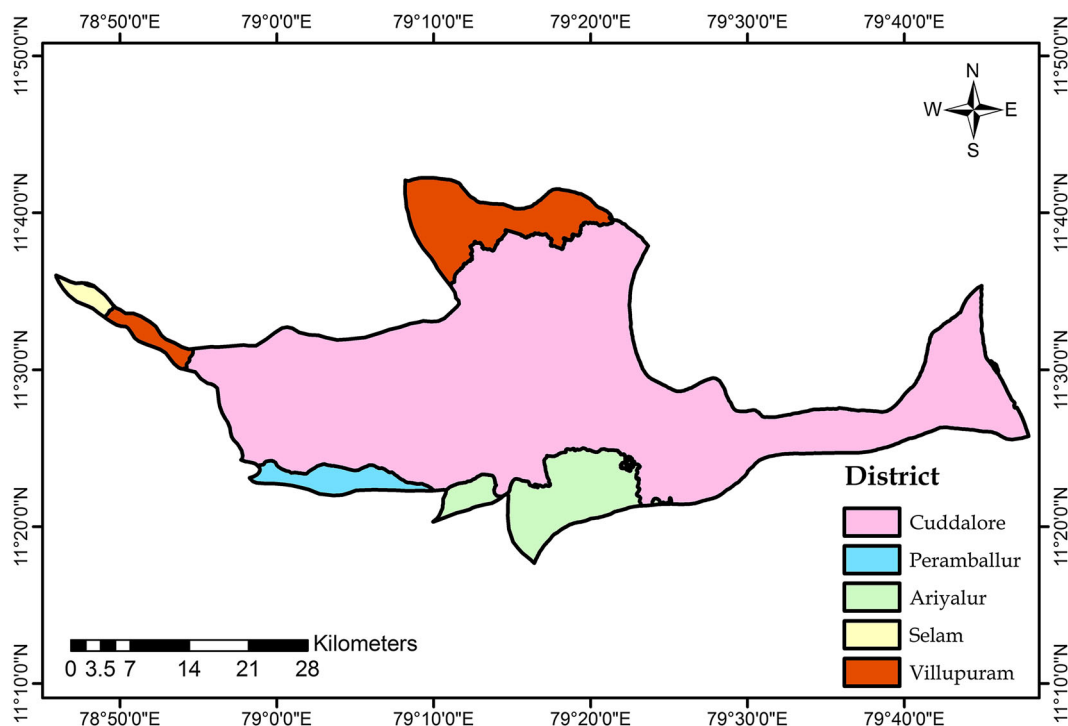 78°50'0"E 79°0'0"E 79°10'0"E 79°20'0"E 79°30'0"E 79°40'0"E
11°50'0"N 11°50'0"N
N
W E
S
11°40'0"N 11°40'0"N
11°30'0"N 11°30'0"N
11°20'0"N 11°20'0"N
District
Cuddalore
Peramballur
Ariyalur
Selam
Villupuram
Kilometers
0 3.5 7 14 21 28
11°10'0"N 11°10'0"N
78°50'0"E 79°0'0"E 79°10'0"E 79°20'0"E 79°30'0"E 79°40'0"E